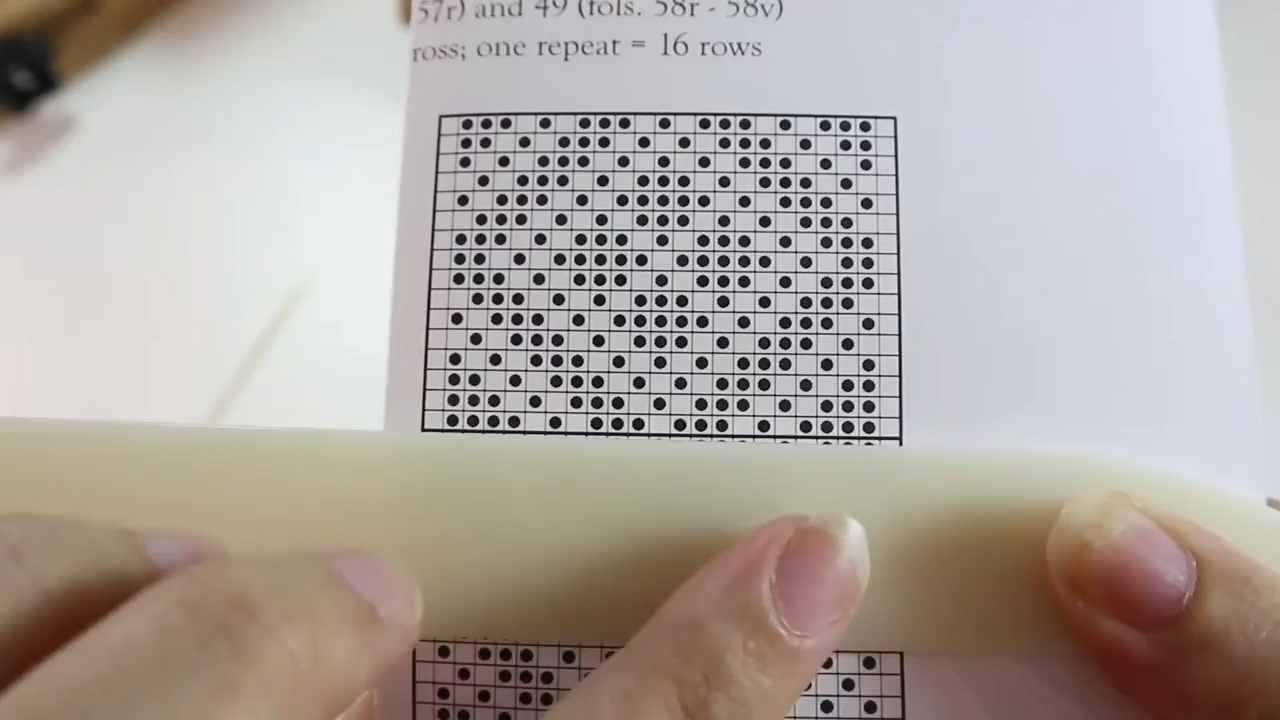 57r) and 49 (fols. 58r - 58v)
ross; one repeat = 16 rows